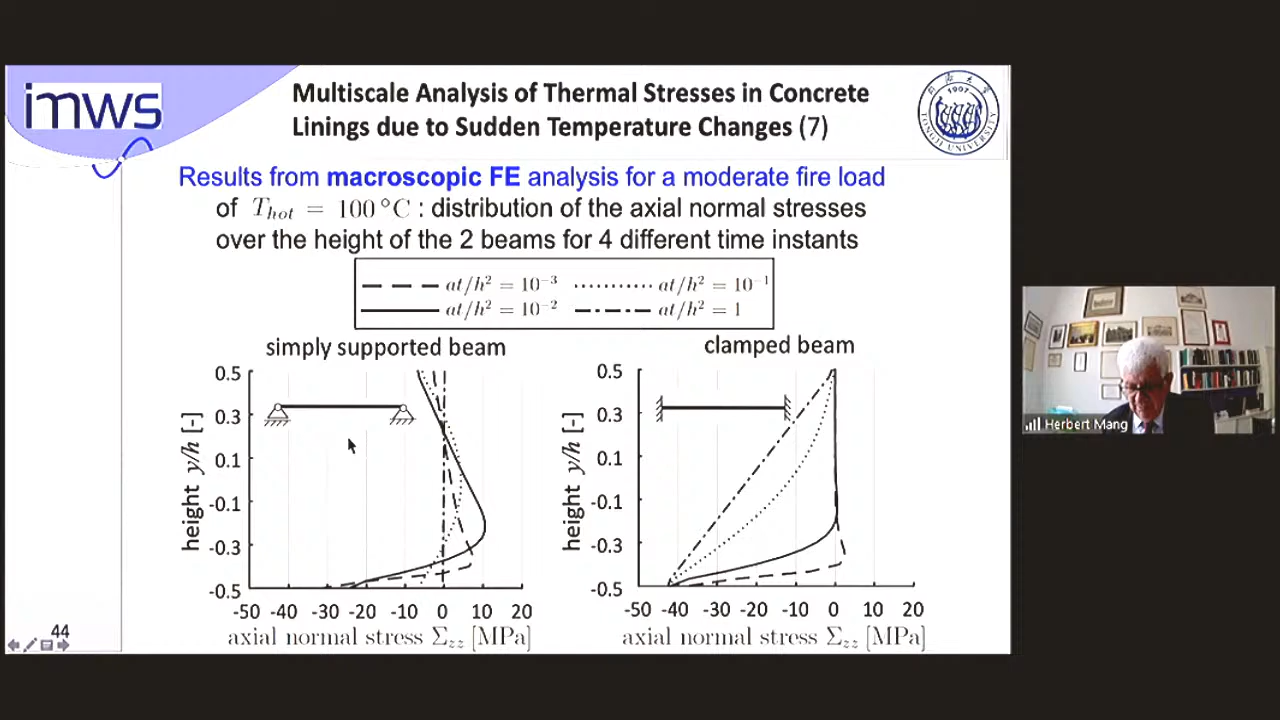 imws
Multiscale Analysis of Thermal Stresses in Concrete
Linings due to Sudden Temperature Changes (7)
1907
TONGJI UNIVERSITY
Results from macroscopic FE analysis for a moderate fire load
of T_hot = 100 °C : distribution of the axial normal stresses
over the height of the 2 beams for 4 different time instants
at/h² = 10⁻³ at/h² = 10⁻¹
at/h² = 10⁻² at/h² = 1
simply supported beam
height y/h [-]
0.5
0.3
0.1
-0.1
-0.3
-0.5
-50 -40 -30 -20 -10 0 10 20
axial normal stress Σ_zz [MPa]
clamped beam
height y/h [-]
0.5
0.3
0.1
-0.1
-0.3
-0.5
-50 -40 -30 -20 -10 0 10 20
axial normal stress Σ_zz [MPa]
44
Herbert Mang